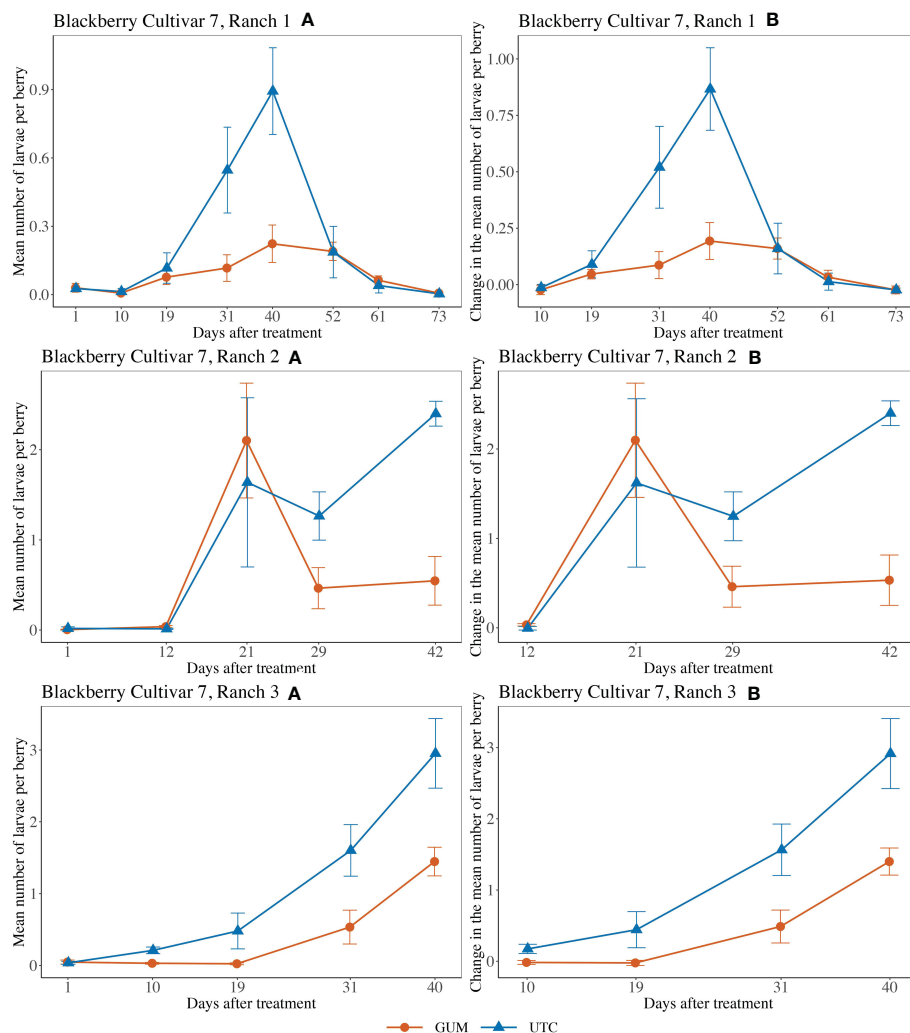 Blackberry Cultivar 7, Ranch 1 A
Mean number of larvae per berry
0.9
0.6
0.3
0.0
1 10 19 31 40 52 61 73
Days after treatment
Blackberry Cultivar 7, Ranch 1 B
Change in the mean number of larvae per berry
1.00
0.75
0.50
0.25
0.00
10 19 31 40 52 61 73
Days after treatment
Blackberry Cultivar 7, Ranch 2 A
Mean number of larvae per berry
2
1
0
1 12 21 29 42
Days after treatment
Blackberry Cultivar 7, Ranch 2 B
Change in the mean number of larvae per berry
2
1
0
12 21 29 42
Days after treatment
Blackberry Cultivar 7, Ranch 3 A
Mean number of larvae per berry
3
2
1
0
1 10 19 31 40
Days after treatment
Blackberry Cultivar 7, Ranch 3 B
Change in the mean number of larvae per berry
3
2
1
0
10 19 31 40
Days after treatment
GUM UTC